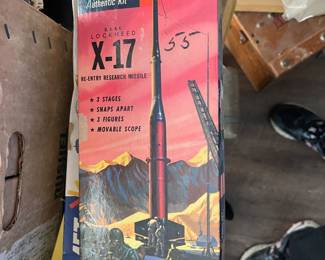 Authentic Kit
LOCKHEED
X-17
RE-ENTRY RESEARCH MISSILE
55
★ 3 STAGES
★ SNAPS APART
★ 3 FIGURES
★ MOVABLE SCOPE